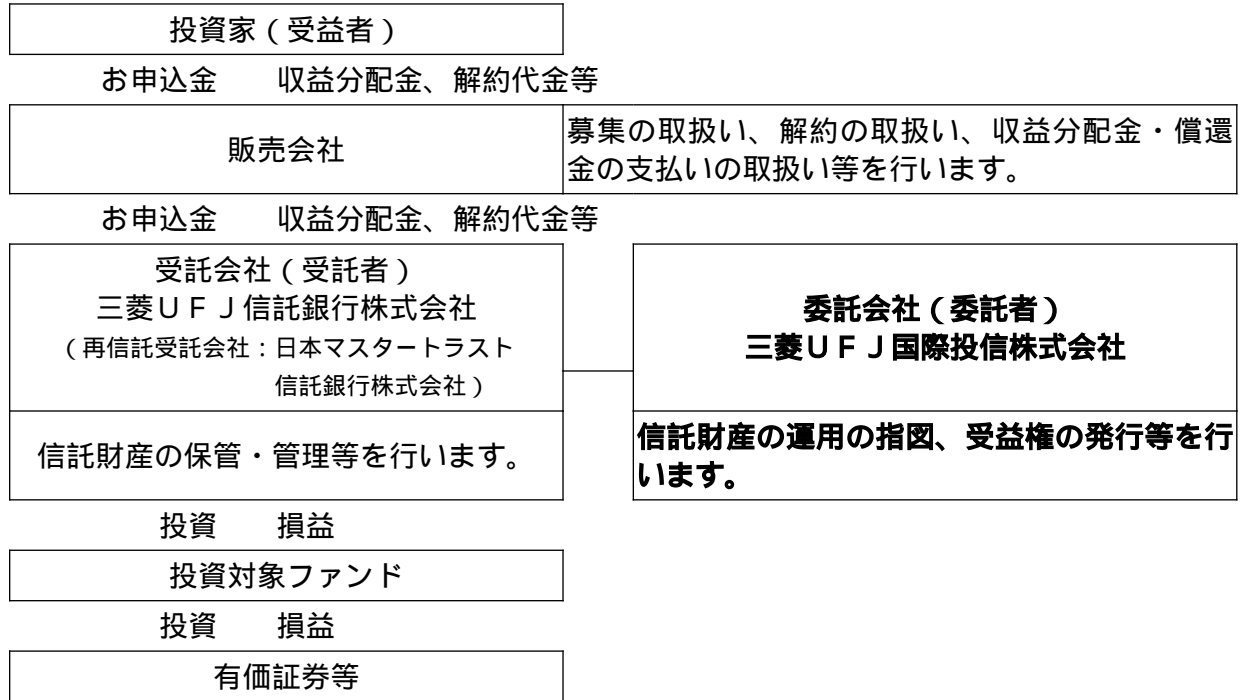 投資家(受益者)
お申込金　　収益分配金、解約代金等
販売会社
募集の取扱い、解約の取扱い、収益分配金・償還
金の支払いの取扱い等を行います。
お申込金　　収益分配金、解約代金等
受託会社(受託者)
三菱UFJ信託銀行株式会社
(再信託受託会社:日本マスタートラスト
信託銀行株式会社)
委託会社(委託者)
三菱UFJ国際投信株式会社
信託財産の保管・管理等を行います。
信託財産の運用の指図、受益権の発行等を行
います。
投資　　損益
投資対象ファンド
投資　　損益
有価証券等